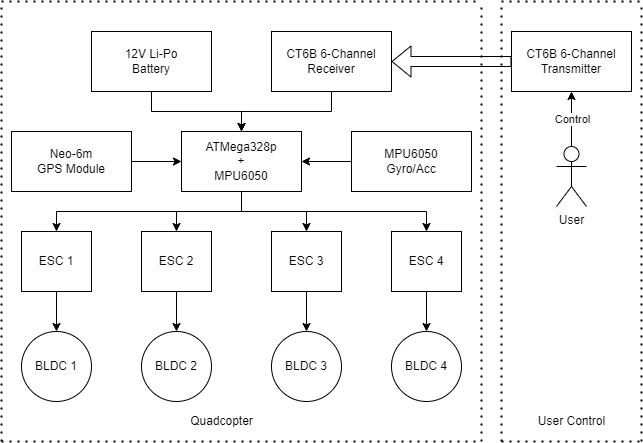 12V Li-Po
Battery
CT6B 6-Channel
Receiver
CT6B 6-Channel
Transmitter
Control
Neo-6m
GPS Module
ATMega328p
+
MPU6050
MPU6050
Gyro/Acc
User
ESC 1
ESC 2
ESC 3
ESC 4
BLDC 1
BLDC 2
BLDC 3
BLDC 4
Quadcopter
User Control